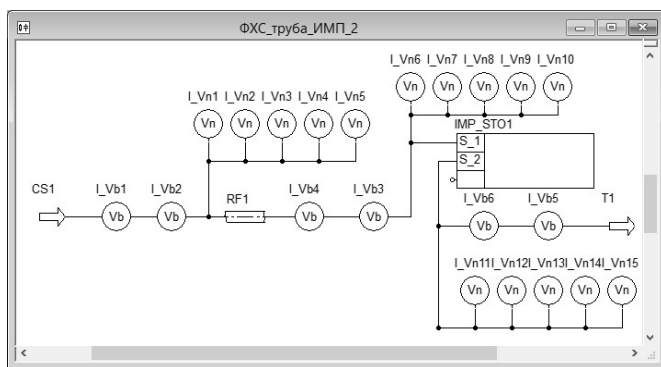 ФХС_труба_ИМП_2
I_Vn6 I_Vn7 I_Vn8 I_Vn9 I_Vn10
Vn Vn Vn Vn Vn
I_Vn1 I_Vn2 I_Vn3 I_Vn4 I_Vn5
Vn Vn Vn Vn Vn
IMP_STO1
S_1
S_2
CS1 I_Vb1 I_Vb2 RF1 I_Vb4 I_Vb3 I_Vb6 I_Vb5 T1
Vb Vb Vb Vb Vb Vb
I_Vn11 I_Vn12 I_Vn13 I_Vn14 I_Vn15
Vn Vn Vn Vn Vn